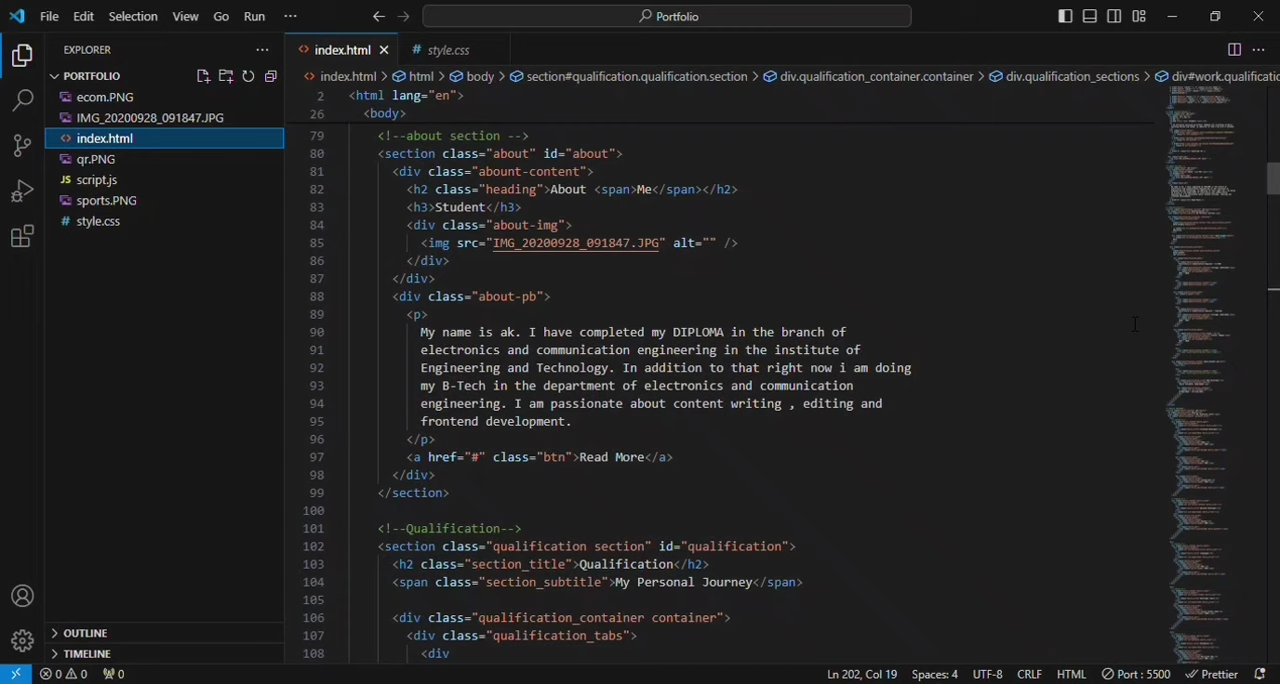 File Edit Selection View Go Run ··· Portfolio
EXPLORER ···
PORTFOLIO
ecom.PNG
IMG_20200928_091847.JPG
<> index.html
qr.PNG
JS script.js
sports.PNG
# style.css
OUTLINE
TIMELINE
<> index.html # style.css
<> index.html > html > body > section#qualification.qualification.section > div.qualification_container.container > div.qualification_sections > div#work.qualificatio
2 <html lang="en">
26 <body>
79 <!--about section -->
80 <section class="about" id="about">
81 <div class="abount-content">
82 <h2 class="heading">About <span>Me</span></h2>
83 <h3>Student</h3>
84 <div class="about-img">
85 <img src="IMG_20200928_091847.JPG" alt="" />
86 </div>
87 </div>
88 <div class="about-pb">
89 <p>
90 My name is ak. I have completed my DIPLOMA in the branch of
91 electronics and communication engineering in the institute of
92 Engineering and Technology. In addition to that right now i am doing
93 my B-Tech in the department of electronics and communication
94 engineering. I am passionate about content writing , editing and
95 frontend development.
96 </p>
97 <a href="#" class="btn">Read More</a>
98 </div>
99 </section>
100
101 <!--Qualification-->
102 <section class="qualification section" id="qualification">
103 <h2 class="section_title">Qualification</h2>
104 <span class="section_subtitle">My Personal Journey</span>
105
106 <div class="qualification_container container">
107 <div class="qualification_tabs">
108 <div
0 0 0 Ln 202, Col 19 Spaces: 4 UTF-8 CRLF HTML Port : 5500 Prettier